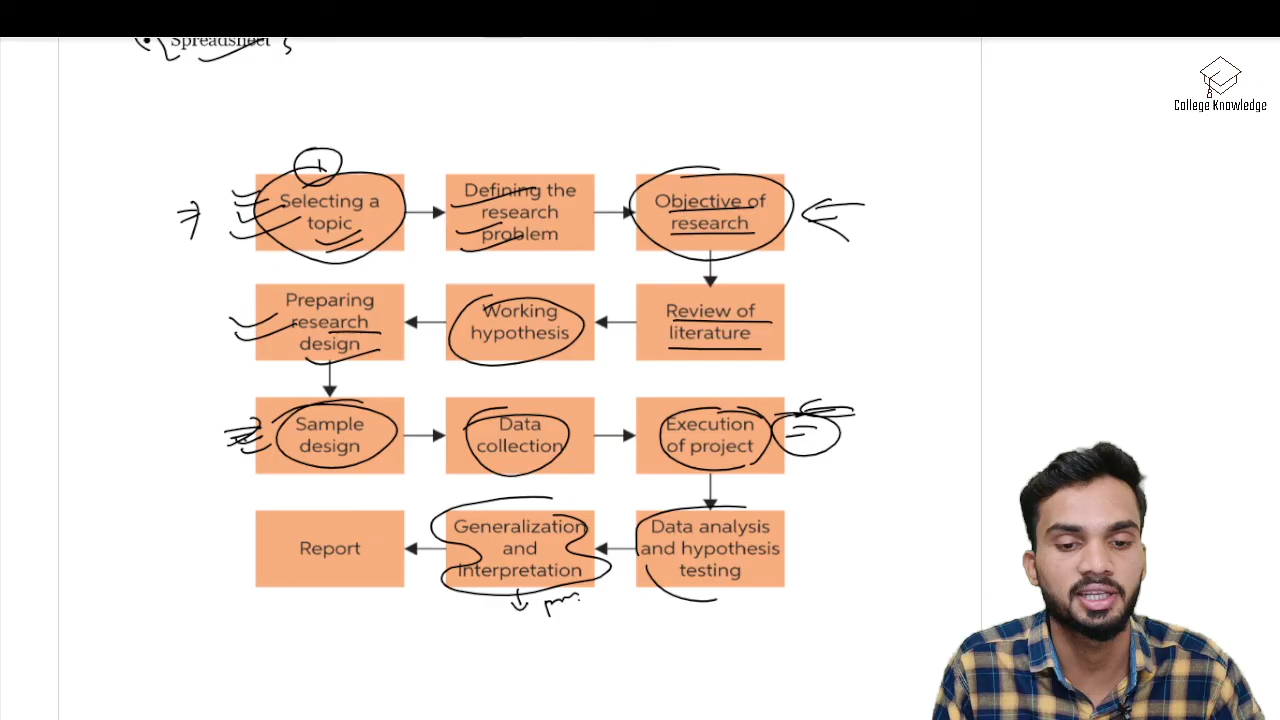 Spreadsheet
College Knowledge
Selecting a
topic
Defining the
research
problem
Objective of
research
Preparing
research
design
Working
hypothesis
Review of
literature
Sample
design
Data
collection
Execution
of project
Report
Generalization
and
interpretation
Data analysis
and hypothesis
testing